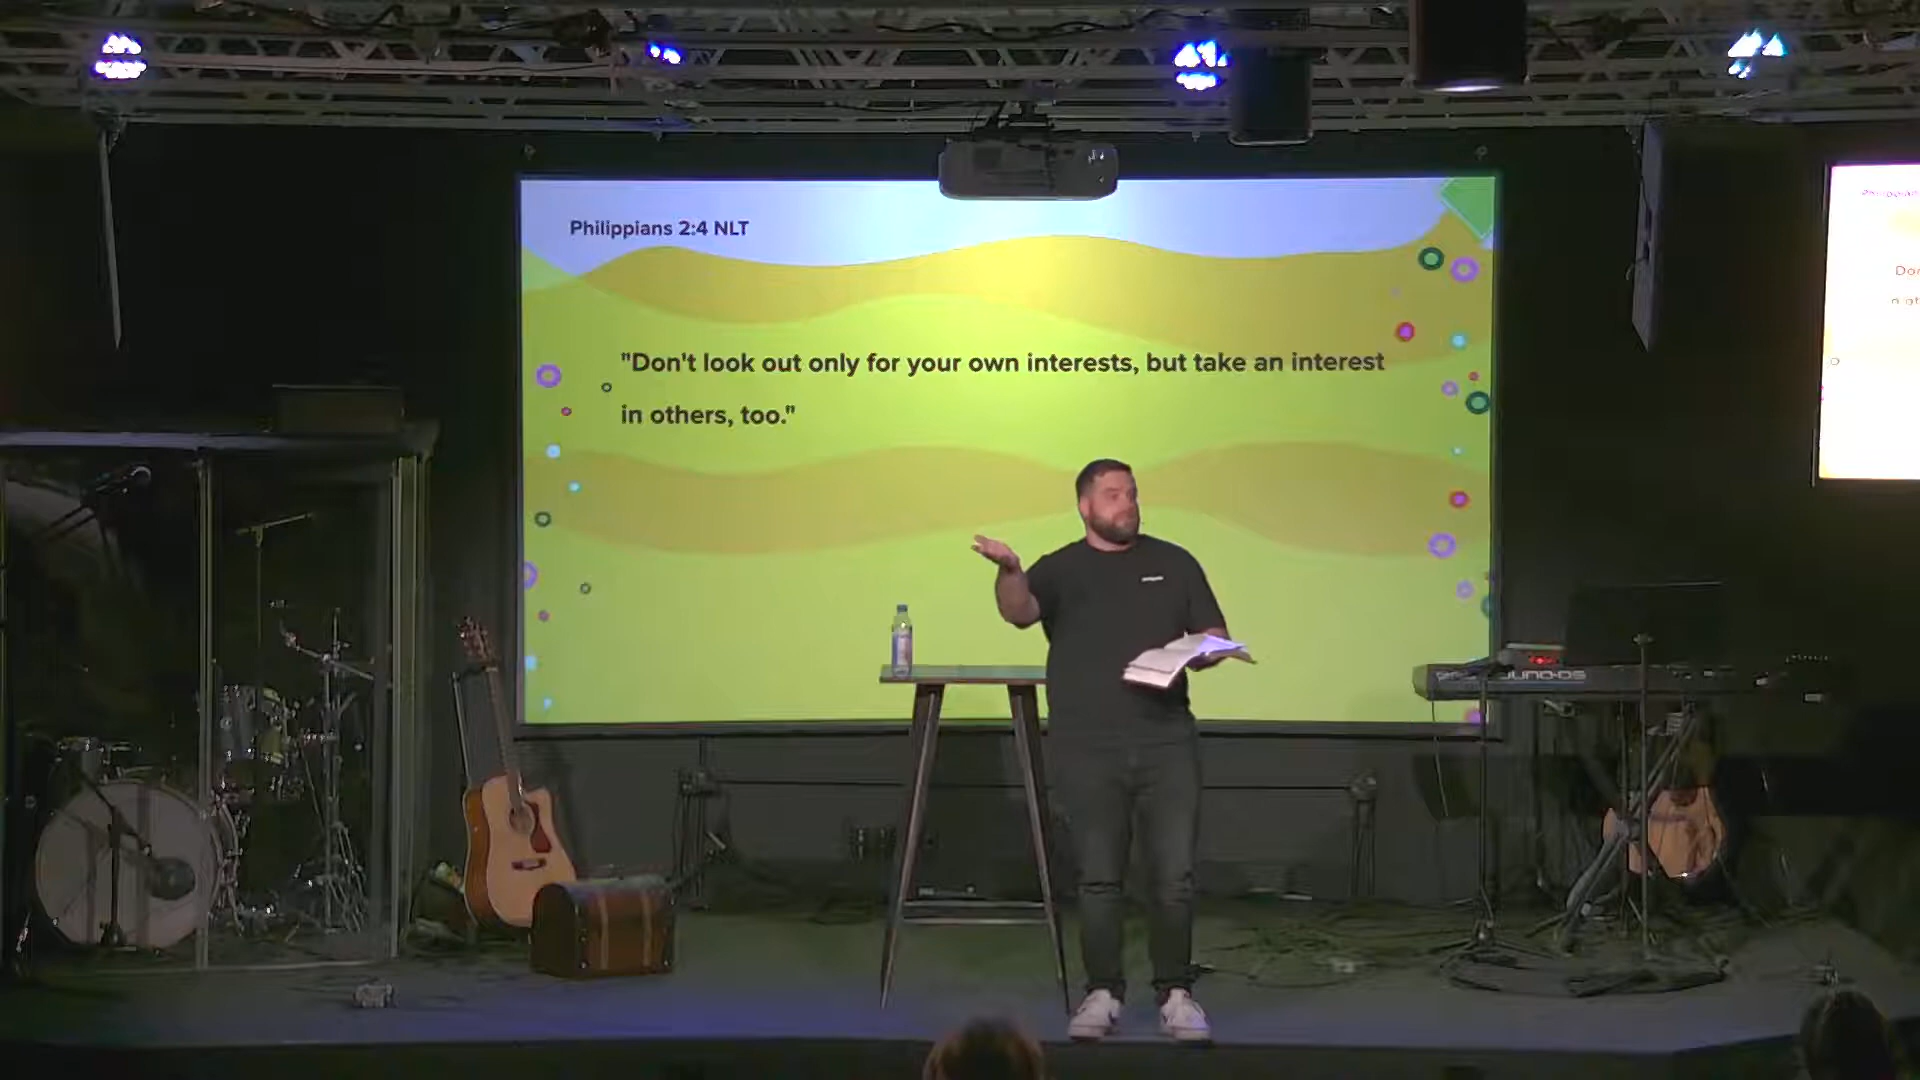 Philippians 2:4 NLT
"Don't look out only for your own interests, but take an interest
in others, too."